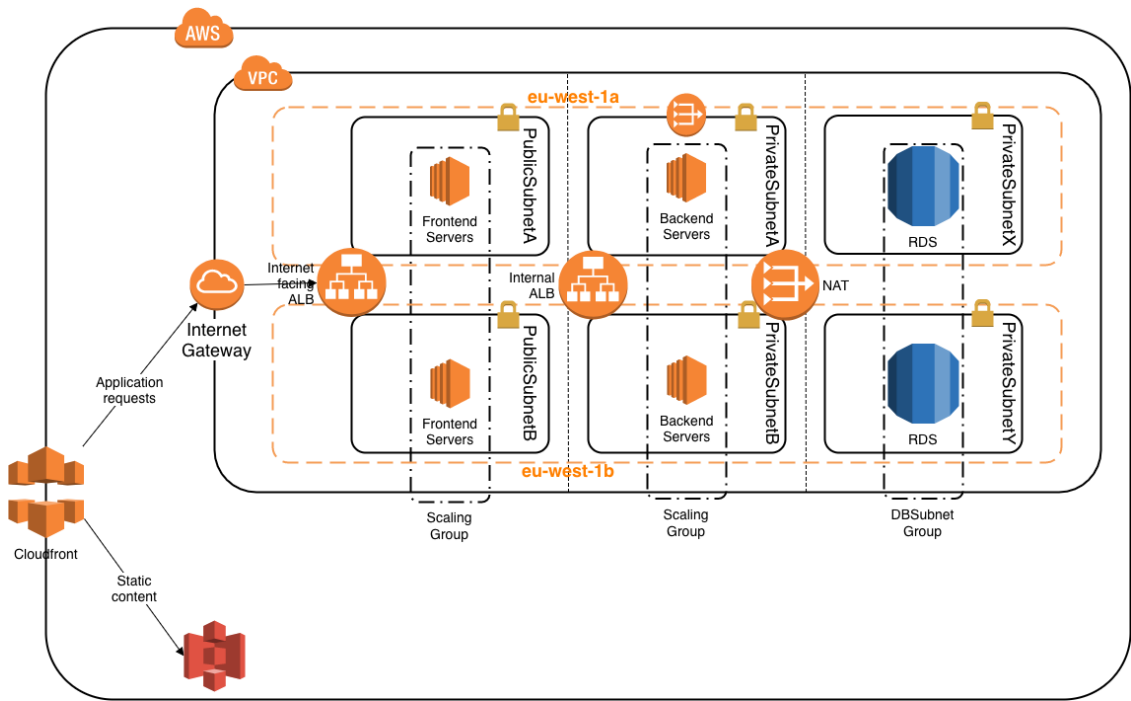 AWS
VPC
eu-west-1a
PublicSubnetA
PrivateSubnetA
PrivateSubnetX
Frontend
Servers
Backend
Servers
RDS
Internet
facing
ALB
Internal
ALB
NAT
Internet
Gateway
PublicSubnetB
PrivateSubnetB
PrivateSubnetY
Application
requests
Frontend
Servers
Backend
Servers
RDS
eu-west-1b
Scaling
Group
Scaling
Group
DBSubnet
Group
Cloudfront
Static
content